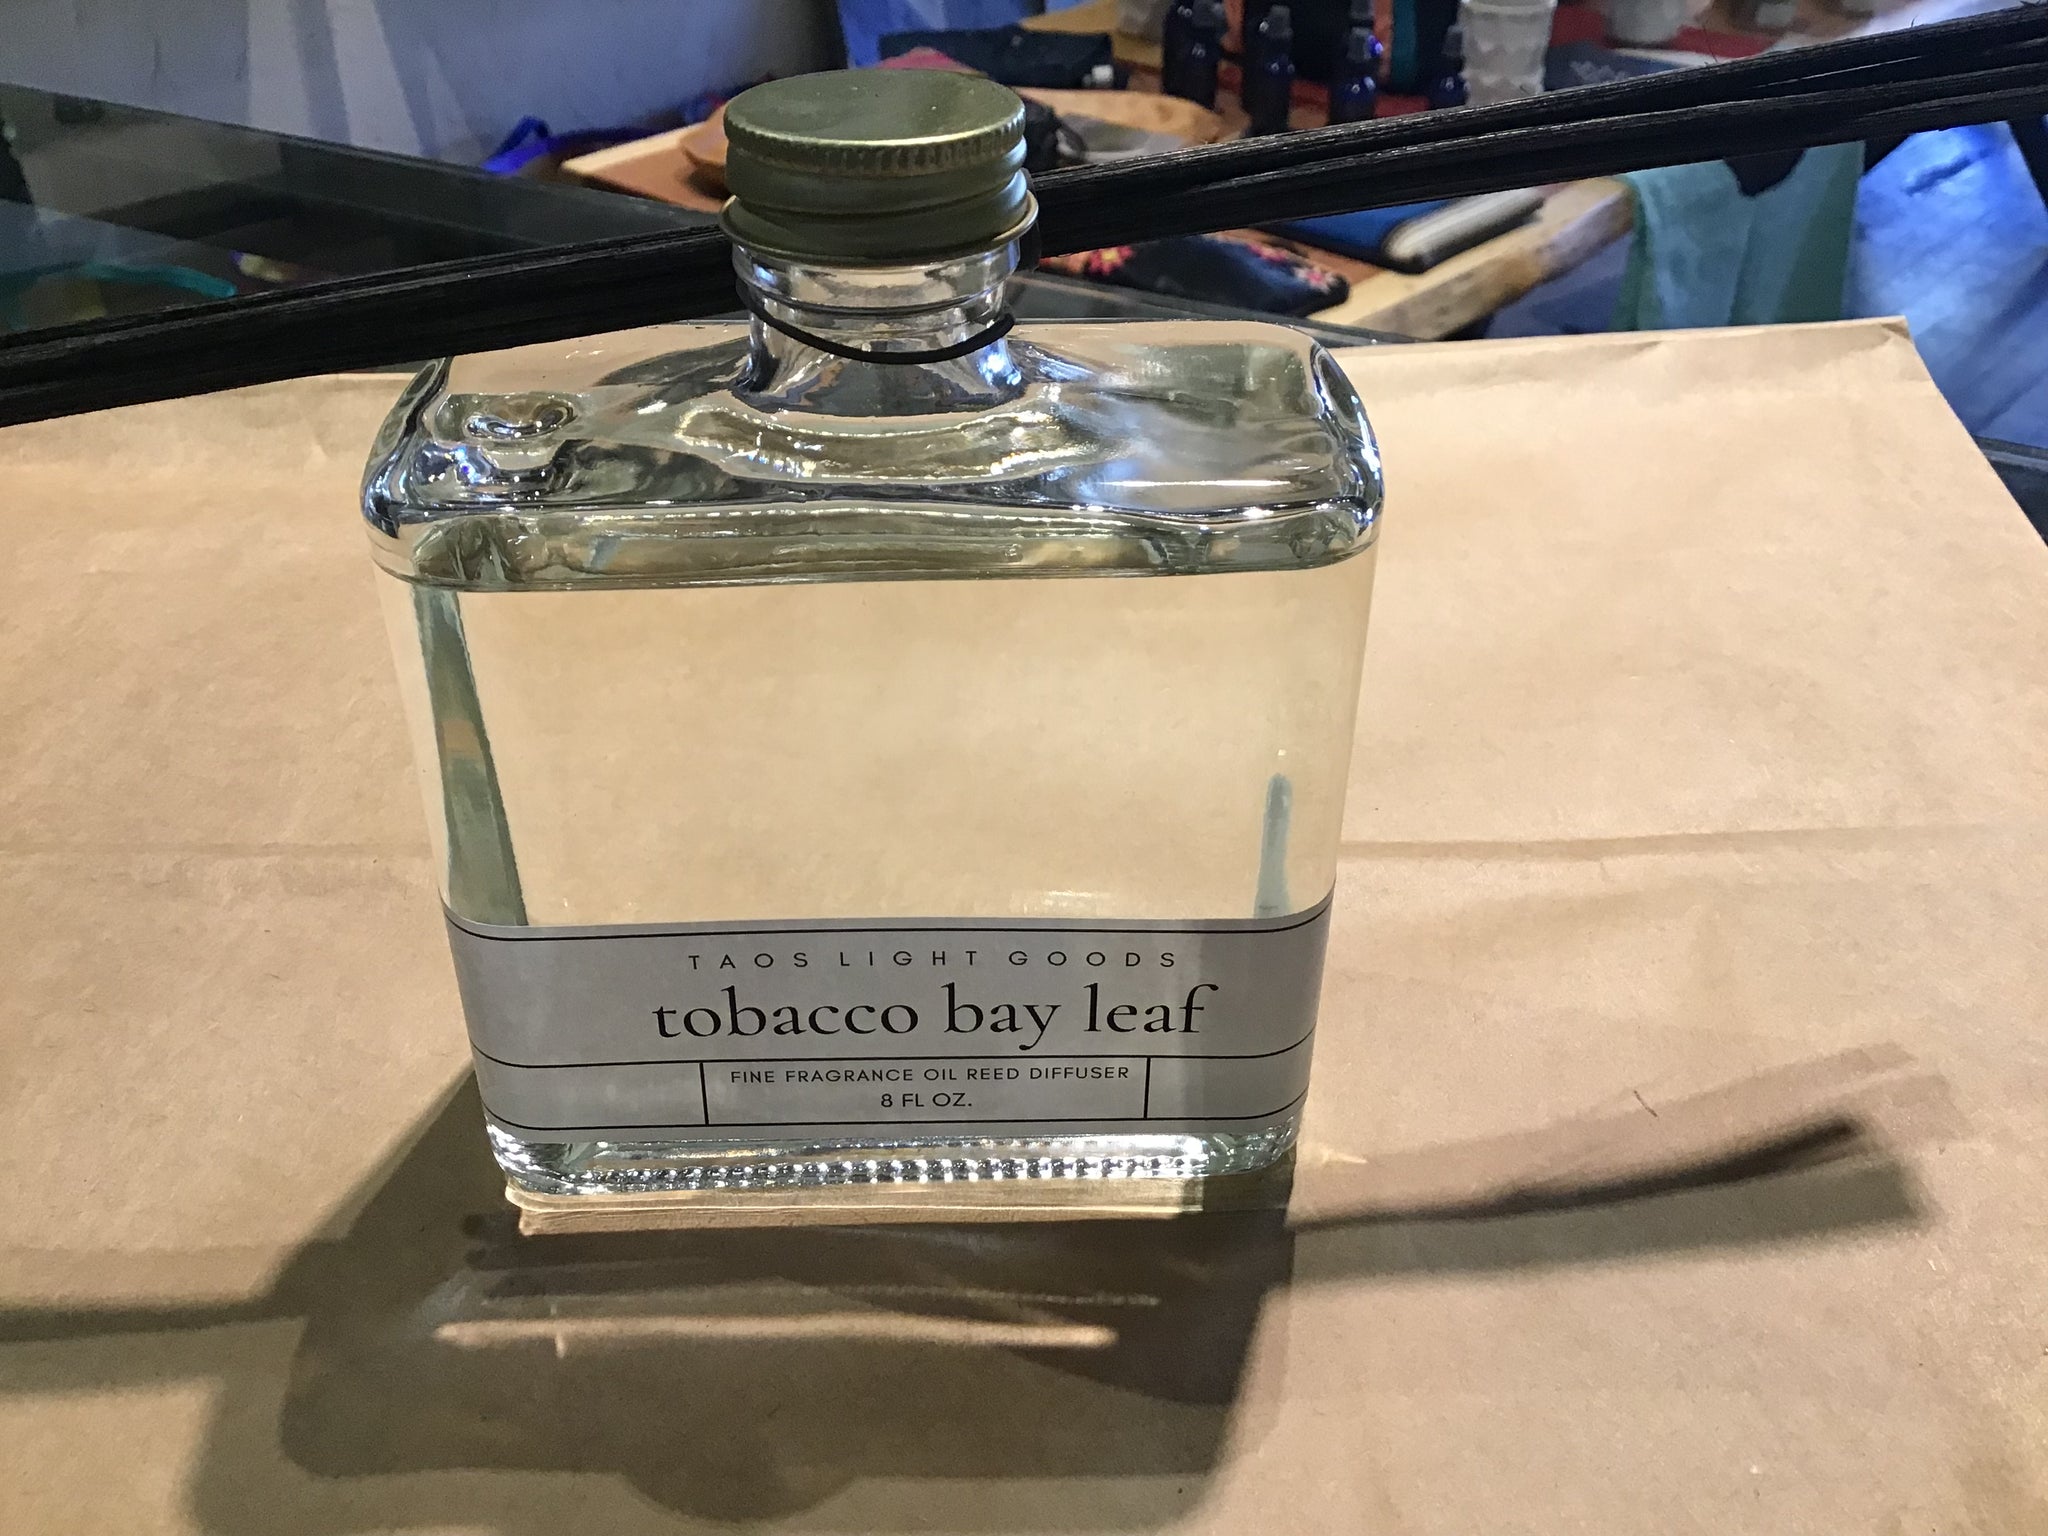 TAOS LIGHT GOODS
tobacco bay leaf
FINE FRAGRANCE OIL REED DIFFUSER
8 FL OZ.